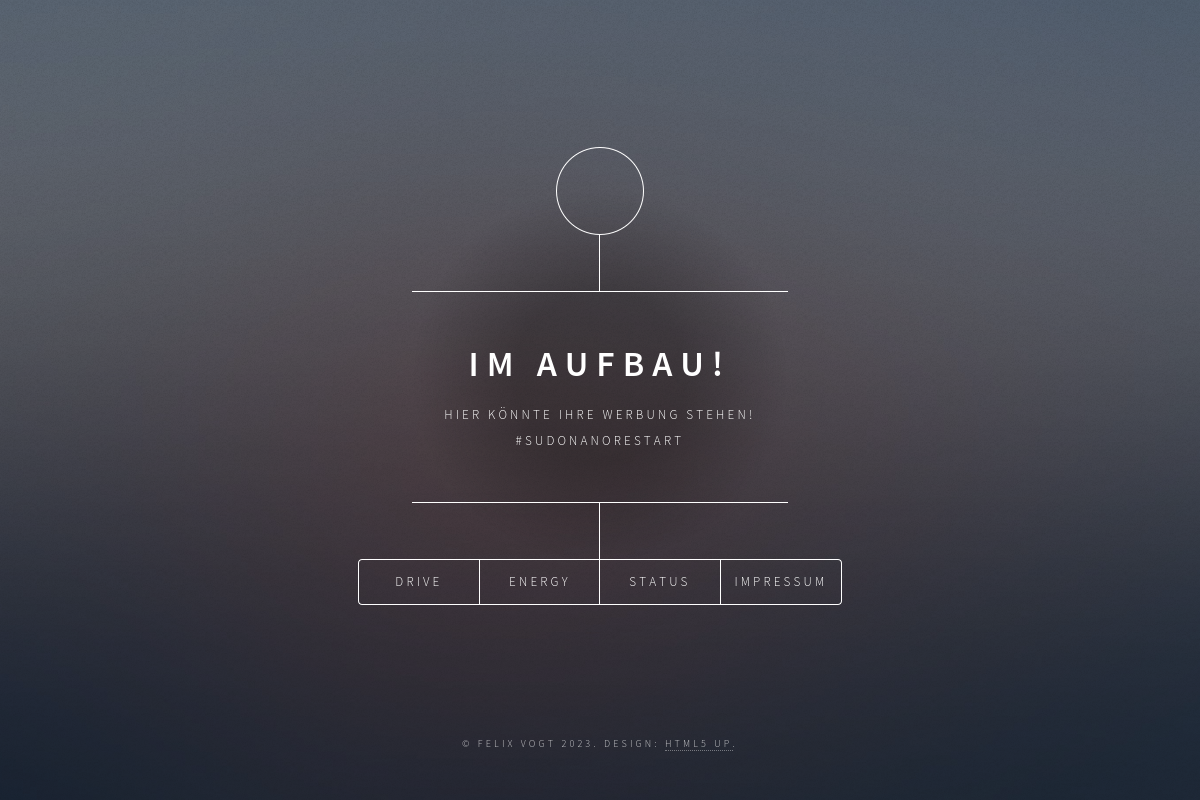 IM AUFBAU!
HIER KÖNNTE IHRE WERBUNG STEHEN!
#SUDONANORESTART
DRIVE
ENERGY
STATUS
IMPRESSUM
© FELIX VOGT 2023. DESIGN: HTML5 UP.